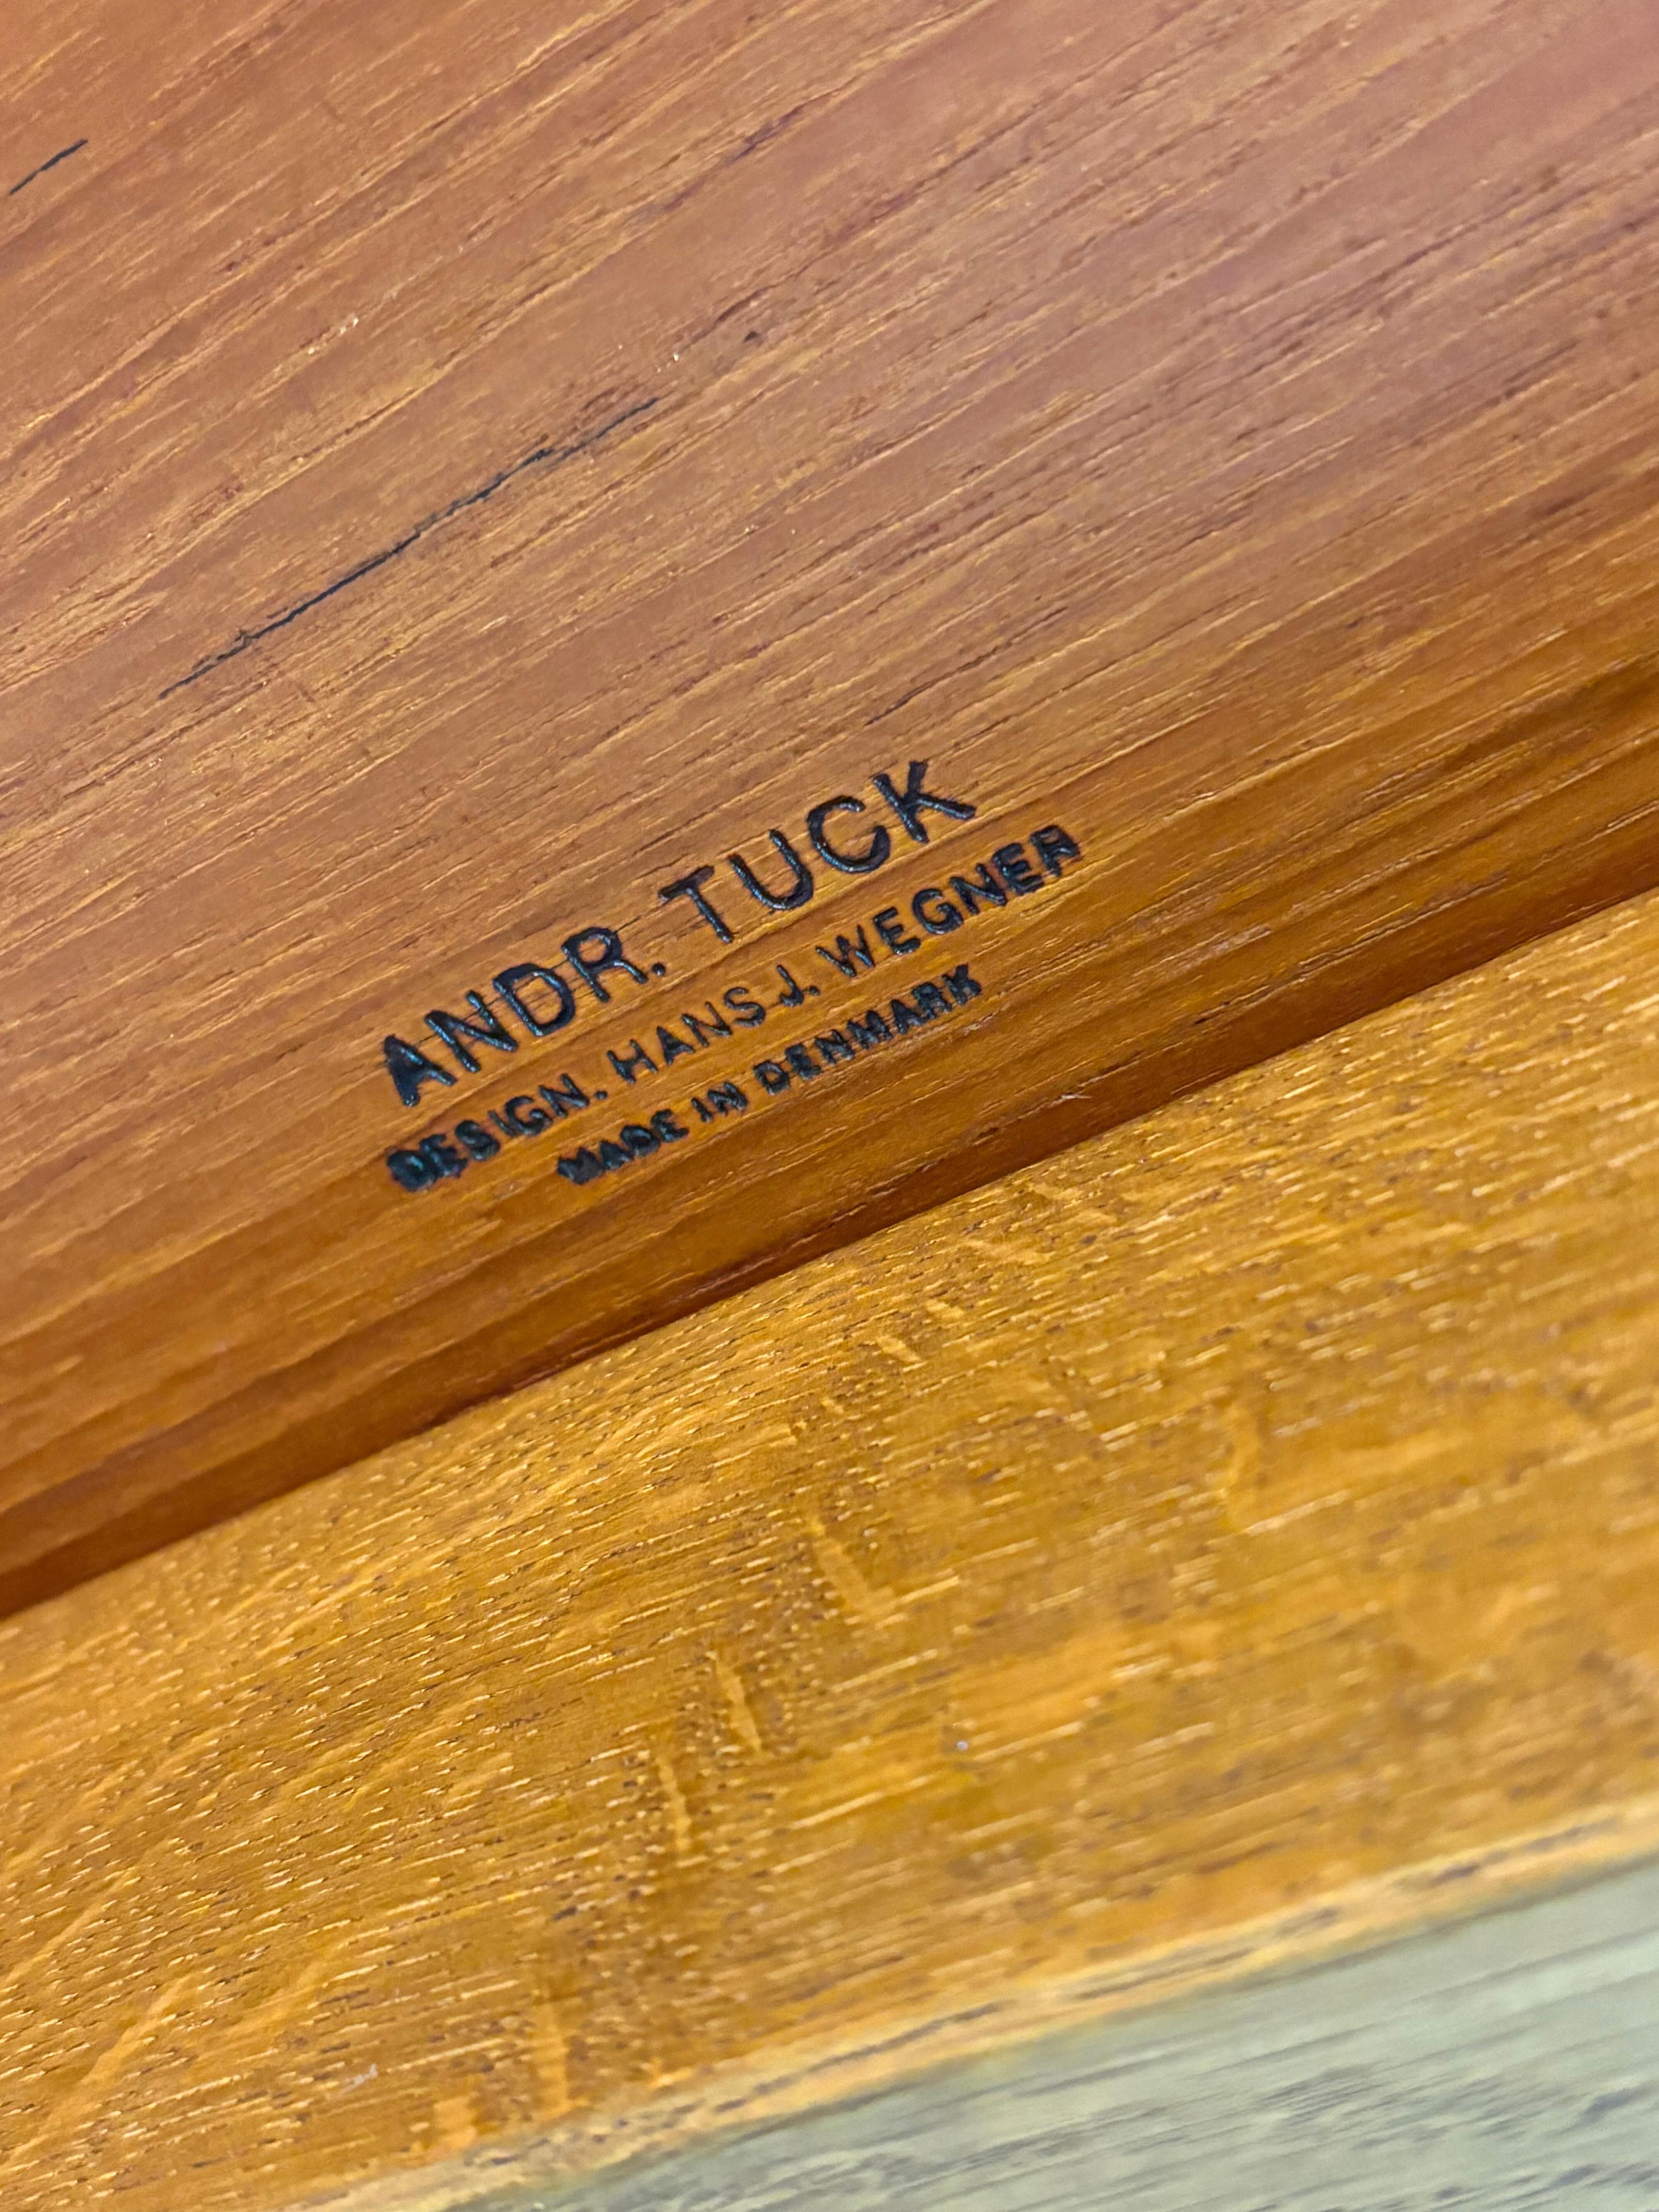 ANDR. TUCK
DESIGN. HANS J. WEGNER
MADE IN DENMARK